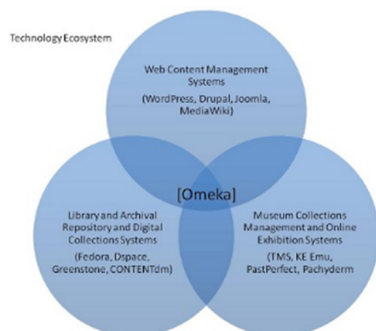 Technology Ecosystem
Web Content Management
Systems
(WordPress, Drupal, Joomla,
MediaWiki)
[Omeka]
Library and Archival
Repository and Digital
Collections Systems
(Fedora, Dspace,
Greenstone, CONTENTdm)
Museum Collections
Management and Online
Exhibition Systems
(TMS, KE Emu,
PastPerfect, Pachyderm